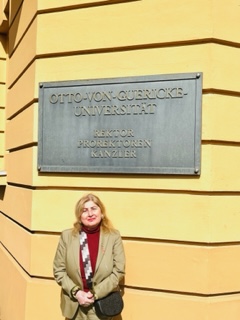 OTTO-VON-GUERICKE-
UNIVERSITÄT
REKTOR
PROREKTOREN
KANZLER